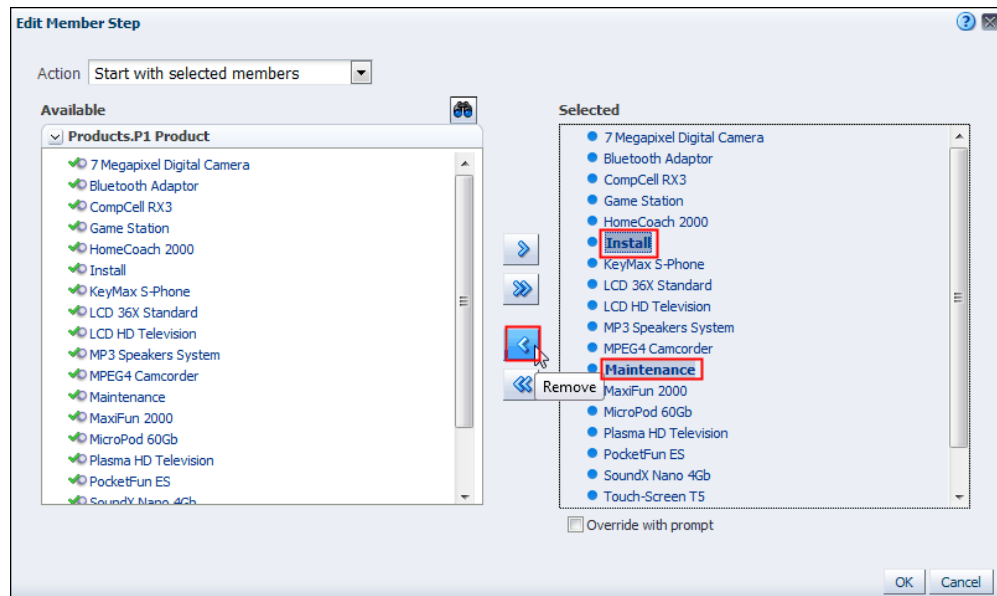 Edit Member Step
?
Action Start with selected members
Available
Products.P1 Product
7 Megapixel Digital Camera
Bluetooth Adaptor
CompCell RX3
Game Station
HomeCoach 2000
Install
KeyMax S-Phone
LCD 36X Standard
LCD HD Television
MP3 Speakers System
MPEG4 Camcorder
Maintenance
MaxiFun 2000
MicroPod 60Gb
Plasma HD Television
PocketFun ES
SoundX Nano 4Gb
Remove
Selected
7 Megapixel Digital Camera
Bluetooth Adaptor
CompCell RX3
Game Station
HomeCoach 2000
Install
KeyMax S-Phone
LCD 36X Standard
LCD HD Television
MP3 Speakers System
MPEG4 Camcorder
Maintenance
MaxiFun 2000
MicroPod 60Gb
Plasma HD Television
PocketFun ES
SoundX Nano 4Gb
Touch-Screen T5
Override with prompt
OK Cancel